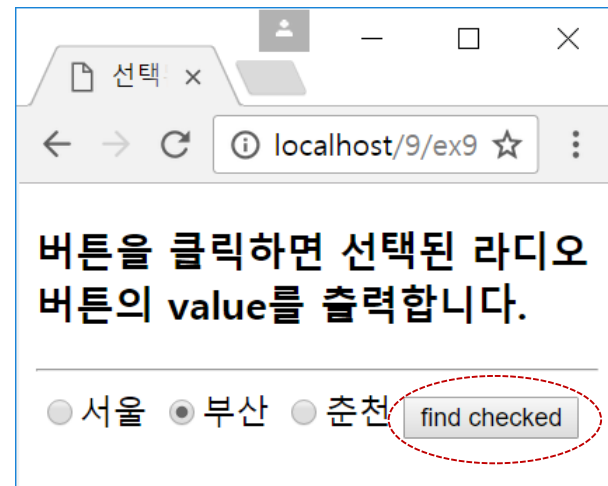 선택
localhost/9/ex9
버튼을 클릭하면 선택된 라디오
버튼의 value를 출력합니다.
서울 부산 춘천 find checked